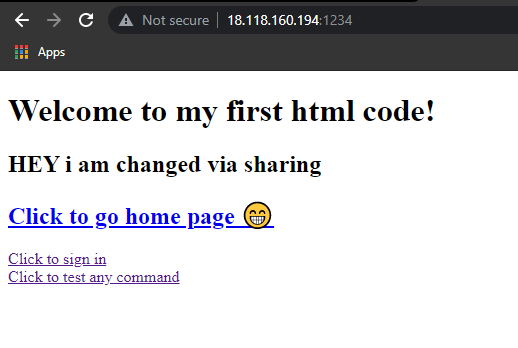 Not secure | 18.118.160.194:1234
Apps
Welcome to my first html code!
HEY i am changed via sharing
Click to go home page 😁
Click to sign in
Click to test any command